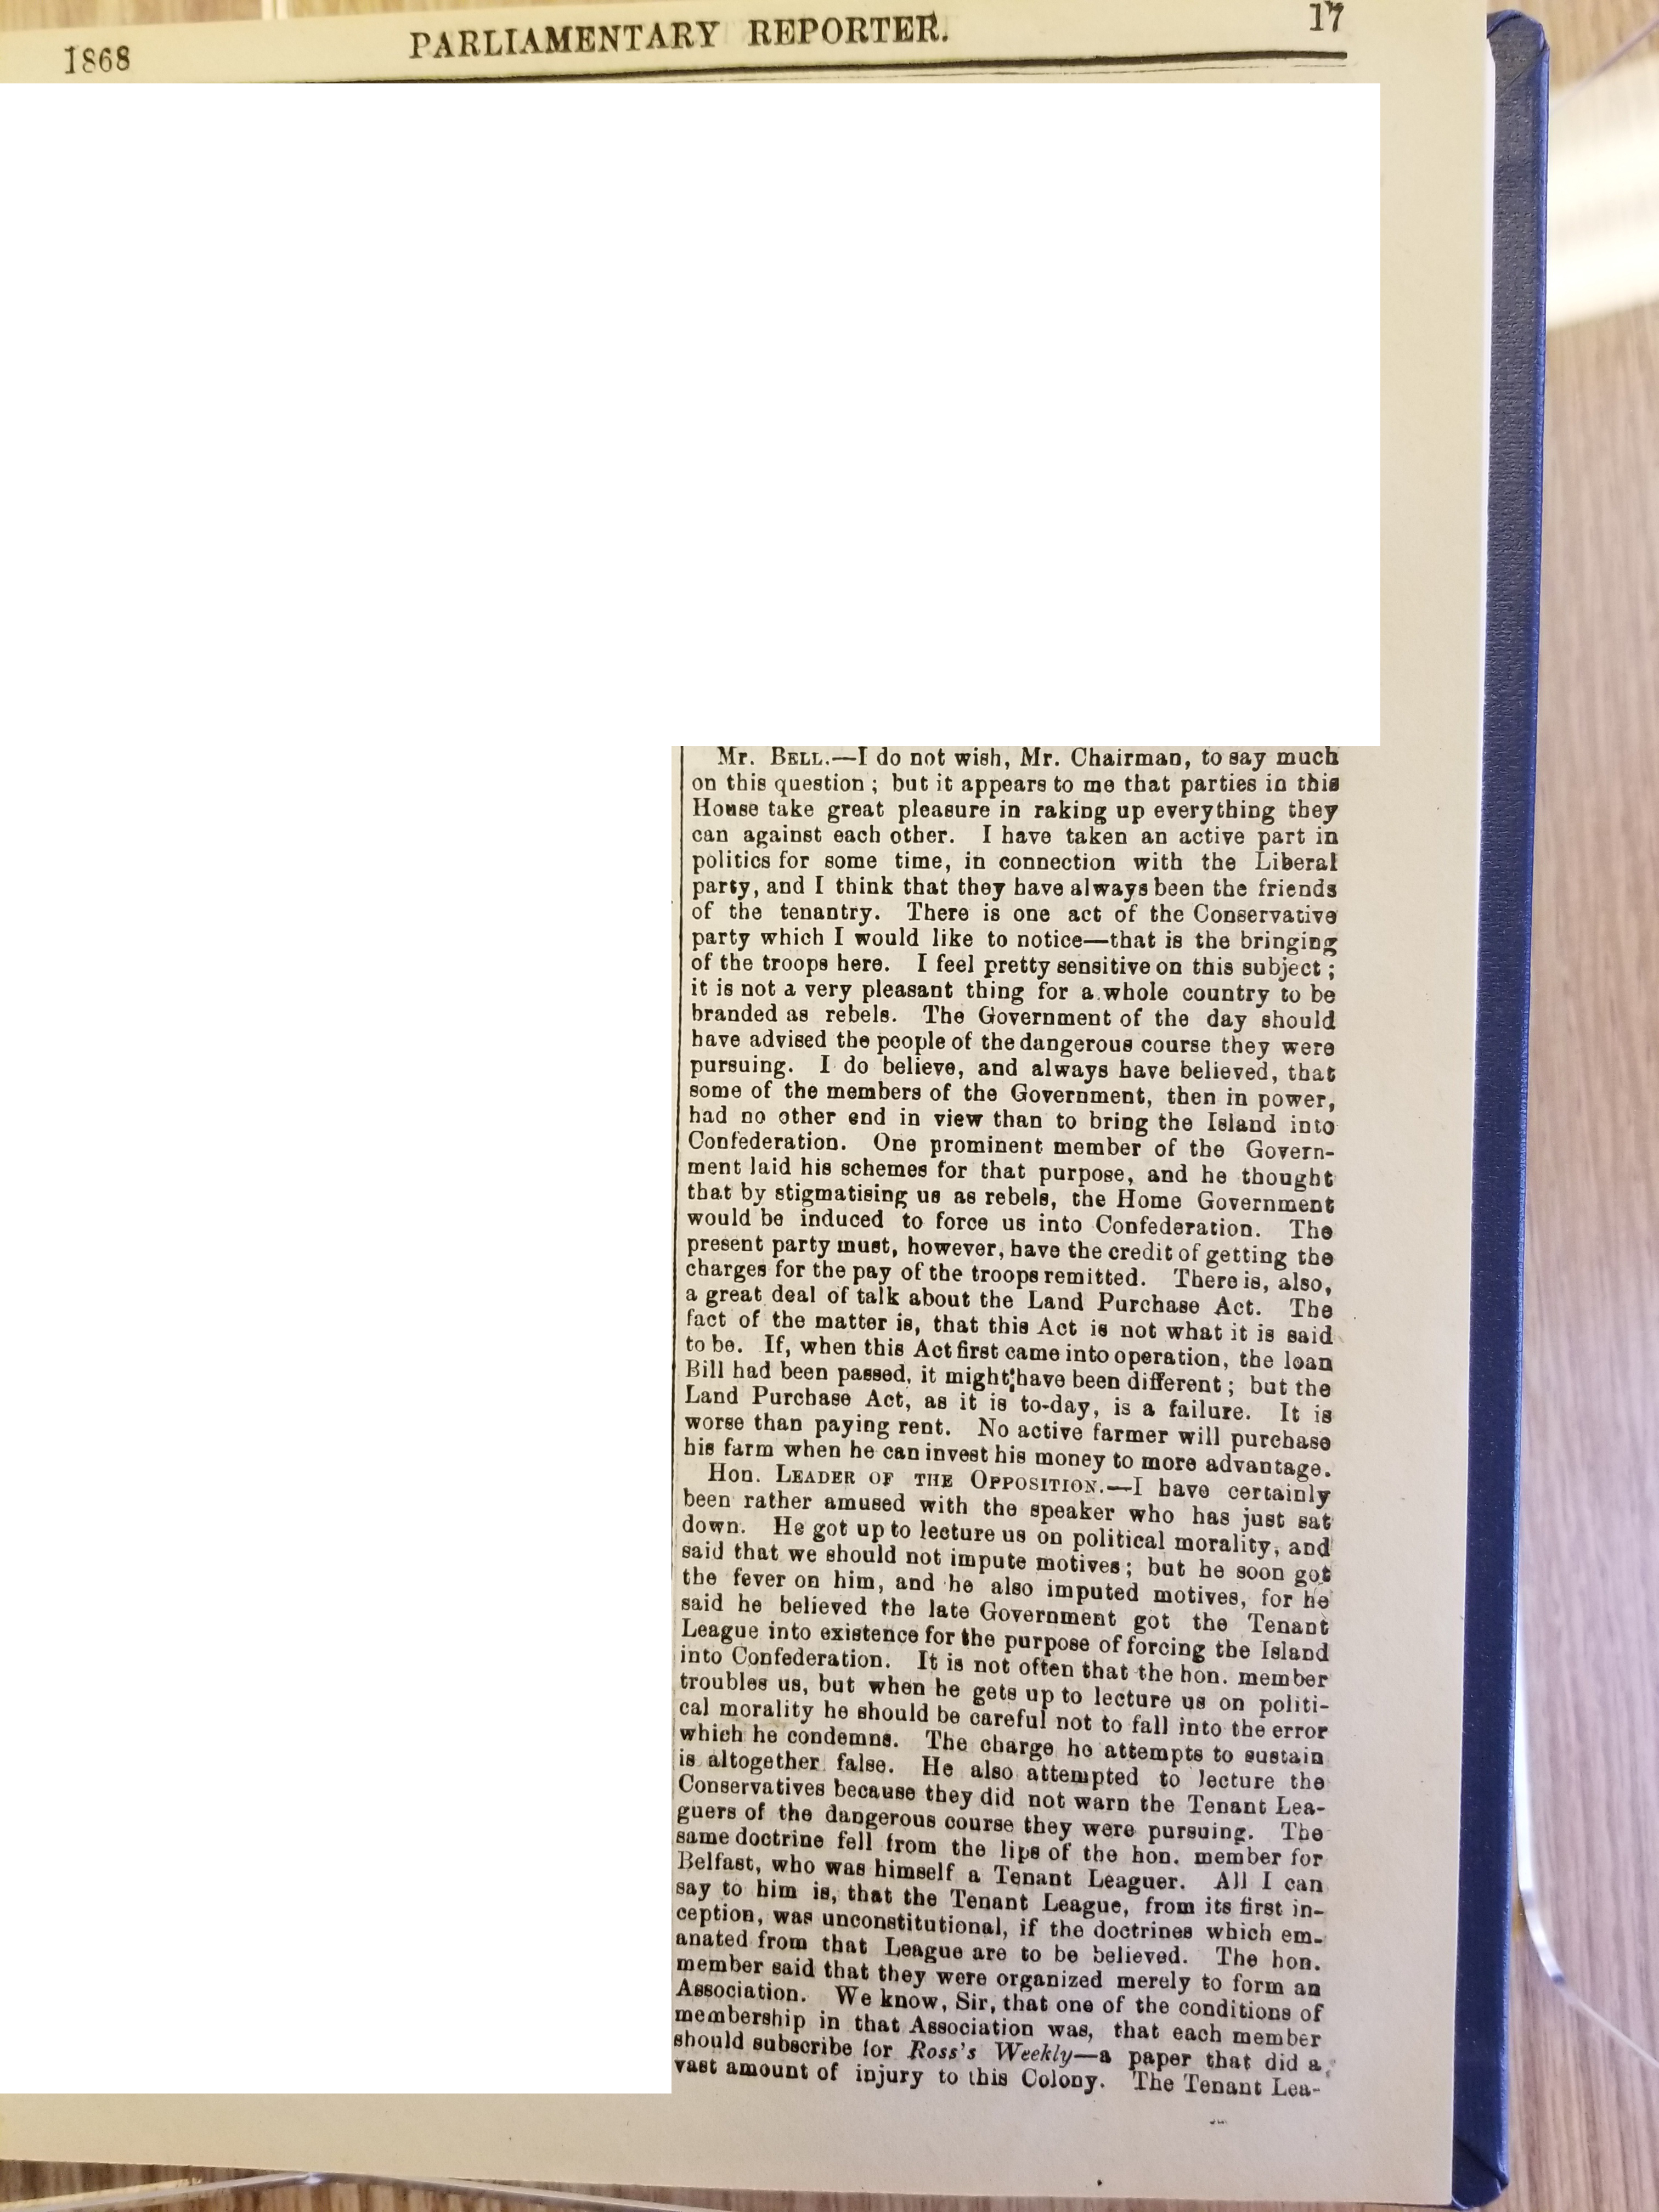 1868
PARLIAMENTARY REPORTER.
17
Mr. BELL.—I do not wish, Mr. Chairman, to say much
on this question; but it appears to me that parties in this
House take great pleasure in raking up everything they
can against each other. I have taken an active part in
politics for some time, in connection with the Liberal
party, and I think that they have always been the friends
of the tenantry. There is one act of the Conservative
party which I would like to notice—that is the bringing
of the troops here. I feel pretty sensitive on this subject;
it is not a very pleasant thing for a whole country to be
branded as rebels. The Government of the day should
have advised the people of the dangerous course they were
pursuing. I do believe, and always have believed, that
some of the members of the Government, then in power,
had no other end in view than to bring the Island into
Confederation. One prominent member of the Govern-
ment laid his schemes for that purpose, and he thought
that by stigmatising us as rebels, the Home Government
would be induced to force us into Confederation. The
present party must, however, have the credit of getting the
charges for the pay of the troops remitted. There is, also,
a great deal of talk about the Land Purchase Act. The
fact of the matter is, that this Act is not what it is said
to be. If, when this Act first came into operation, the loan
Bill had been passed, it might have been different; but the
Land Purchase Act, as it is to-day, is a failure. It is
worse than paying rent. No active farmer will purchase
his farm when he can invest his money to more advantage.
Hon. LEADER OF THE OPPOSITION.—I have certainly
been rather amused with the speaker who has just sat
down. He got up to lecture us on political morality, and
said that we should not impute motives; but he soon got
the fever on him, and he also imputed motives, for he
said he believed the late Government got the Tenant
League into existence for the purpose of forcing the Island
into Confederation. It is not often that the hon. member
troubles us, but when he gets up to lecture us on politi-
cal morality he should be careful not to fall into the error
which he condemns. The charge he attempts to sustain
is altogether false. He also attempted to lecture the
Conservatives because they did not warn the Tenant Lea-
guers of the dangerous course they were pursuing. The
same doctrine fell from the lips of the hon. member for
Belfast, who was himself a Tenant Leaguer. All I can
say to him is, that the Tenant League, from its first in-
ception, was unconstitutional, if the doctrines which em-
anated from that League are to be believed. The hon.
member said that they were organized merely to form an
Association. We know, Sir, that one of the conditions of
membership in that Association was, that each member
should subscribe for Ross's Weekly—a paper that did a
vast amount of injury to this Colony. The Tenant Lea-